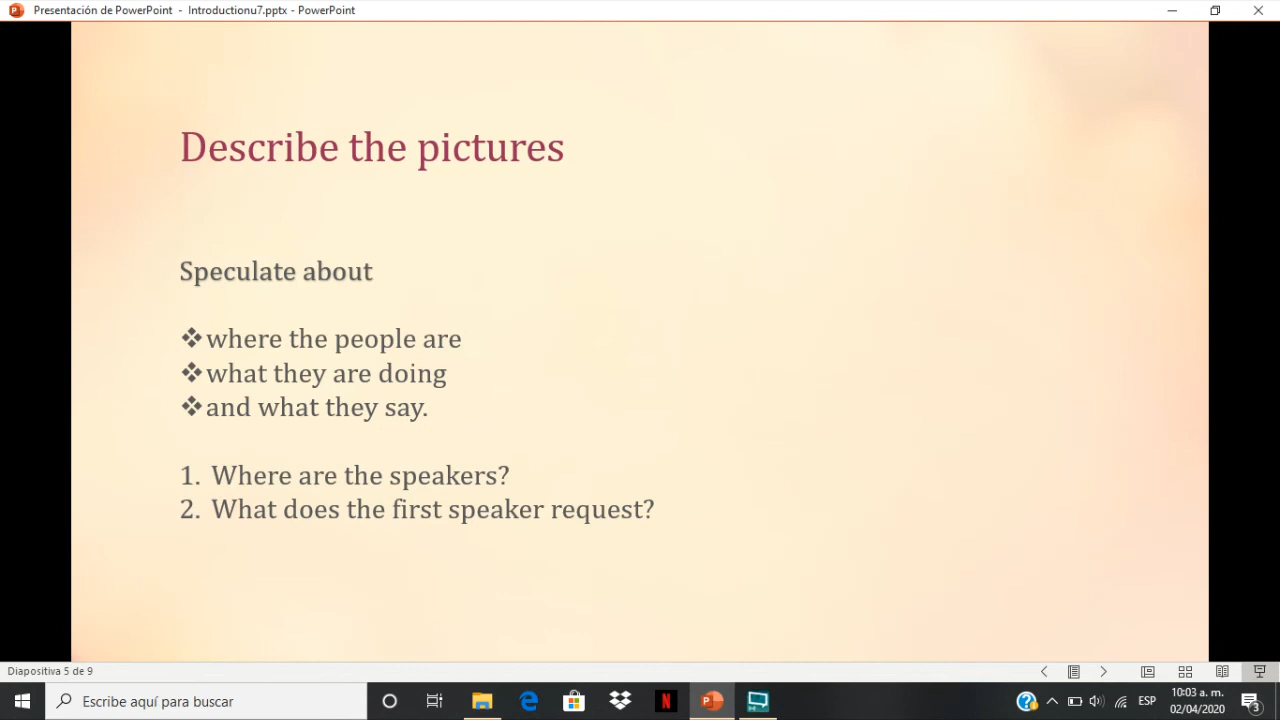 Presentación de PowerPoint - Introductionu7.pptx - PowerPoint
Describe the pictures
Speculate about
❖where the people are
❖what they are doing
❖and what they say.
1. Where are the speakers?
2. What does the first speaker request?
Diapositiva 5 de 9
Escribe aquí para buscar
ESP
10:03 a. m.
02/04/2020
3